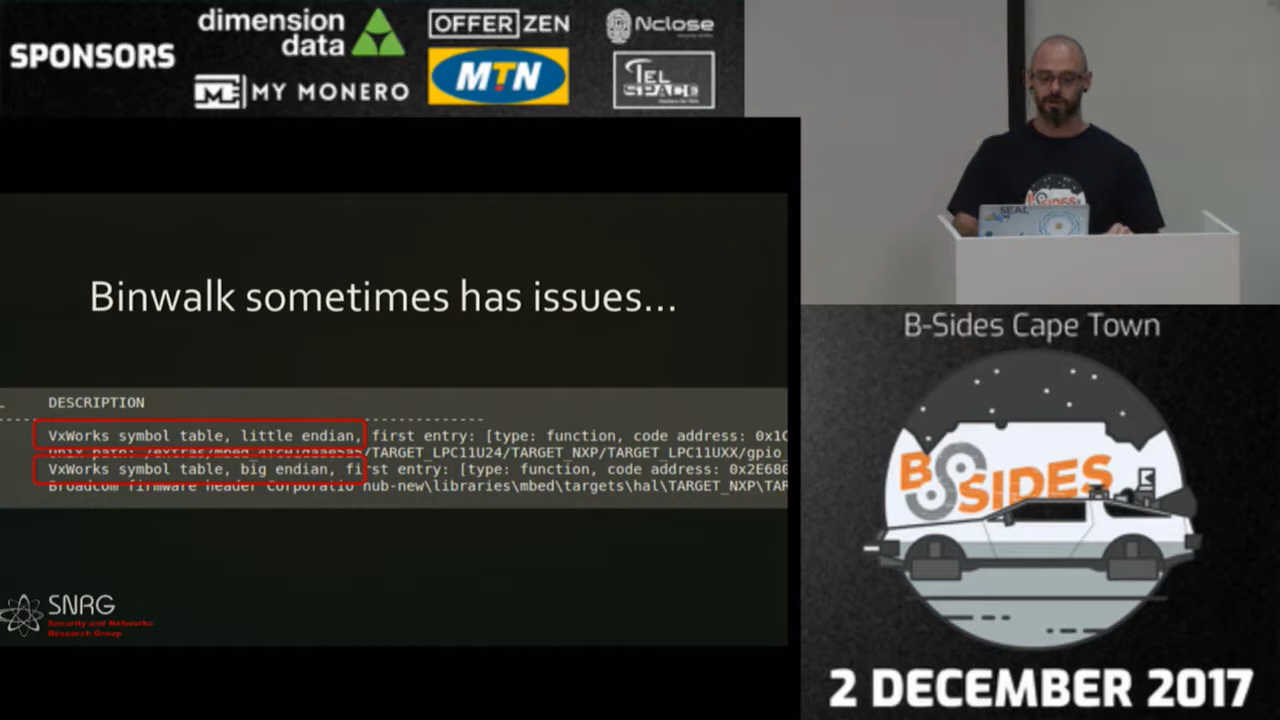 SPONSORS
dimension data
OFFERZEN
Nclose
MY MONERO
MTN
TEL SPACE
B-Sides Cape Town
Binwalk sometimes has issues...
DESCRIPTION
VxWorks symbol table, little endian, first entry: [type: function, code address: 0x1C
/TARGET_LPC11U24/TARGET_NXP/TARGET_LPC11UXX/gpio_
VxWorks symbol table, big endian, first entry: [type: function, code address: 0x2E680
Broadcom firmware header Corporatio hub-new\libraries\mbed\targets\hal\TARGET_NXP\TAR
SEAL
BSIDES
BSIDES
SNRG
Security and Networks
Research Group
2 DECEMBER 2017